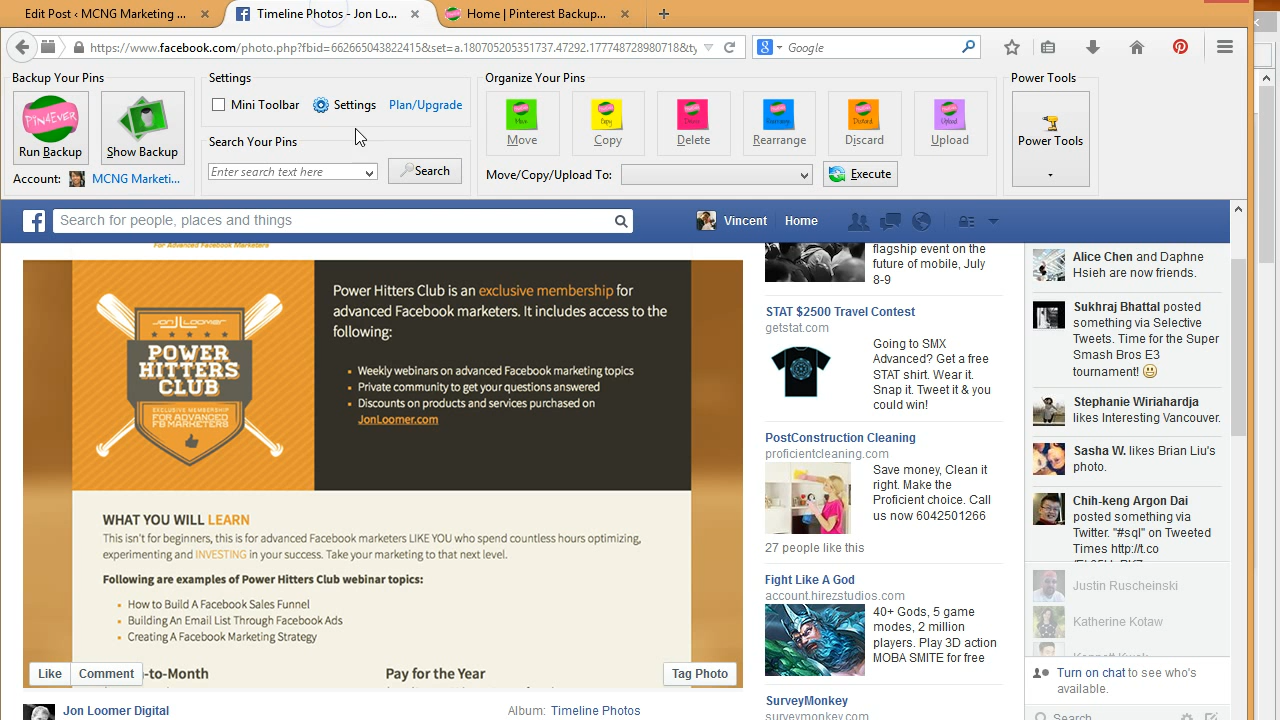 Edit Post ‹ MCNG Marketing ...
Timeline Photos - Jon Loo...
Home | Pinterest Backup...
https://www.facebook.com/photo.php?fbid=
Google
Backup Your Pins
Settings
Organize Your Pins
Power Tools
Mini Toolbar
Settings
Plan/Upgrade
PIN4EVER
Run Backup
Show Backup
Search Your Pins
Enter search text here
Search
Move
Copy
Delete
Rearrange
Discard
Upload
Power Tools
Account:
MCNG Marketi...
Move/Copy/Upload To:
Execute
Search for people, places and things
Vincent
Home
For Advanced Facebook Marketers
JON LOOMER
POWER
HITTERS
CLUB
EXCLUSIVE MEMBERSHIP
FOR ADVANCED
FB MARKETERS
Power Hitters Club is an exclusive membership for
advanced Facebook marketers. It includes access to the
following:
Weekly webinars on advanced Facebook marketing topics
Private community to get your questions answered
Discounts on products and services purchased on
JonLoomer.com
WHAT YOU WILL LEARN
This isn't for beginners, this is for advanced Facebook marketers LIKE YOU who spend countless hours optimizing,
experimenting and INVESTING in your success. Take your marketing to that next level.
Following are examples of Power Hitters Club webinar topics:
How to Build A Facebook Sales Funnel
Building An Email List Through Facebook Ads
Creating A Facebook Marketing Strategy
-to-Month
Pay for the Year
Like
Comment
Tag Photo
Jon Loomer Digital
Album: Timeline Photos
flagship event on the
future of mobile, July
8-9
STAT $2500 Travel Contest
getstat.com
Going to SMX
Advanced? Get a free
STAT shirt. Wear it.
Snap it. Tweet it & you
could win!
PostConstruction Cleaning
proficientcleaning.com
Save money, Clean it
right. Make the
Proficient choice. Call
us now 6042501266
27 people like this
Fight Like A God
account.hirezstudios.com
40+ Gods, 5 game
modes, 2 million
players. Play 3D action
MOBA SMITE for free
SurveyMonkey
www.surveymonkey.com
Alice Chen and Daphne
Hsieh are now friends.
Sukhraj Bhattal posted
something via Selective
Tweets. Time for the Super
Smash Bros E3
tournament!
Stephanie Wiriahardja
likes Interesting Vancouver.
Sasha W. likes Brian Liu's
photo.
Chih-keng Argon Dai
posted something via
Twitter. "#sql" on Tweeted
Times http://t.co
Justin Ruscheinski
Katherine Kotaw
Turn on chat to see who's
available.
Search